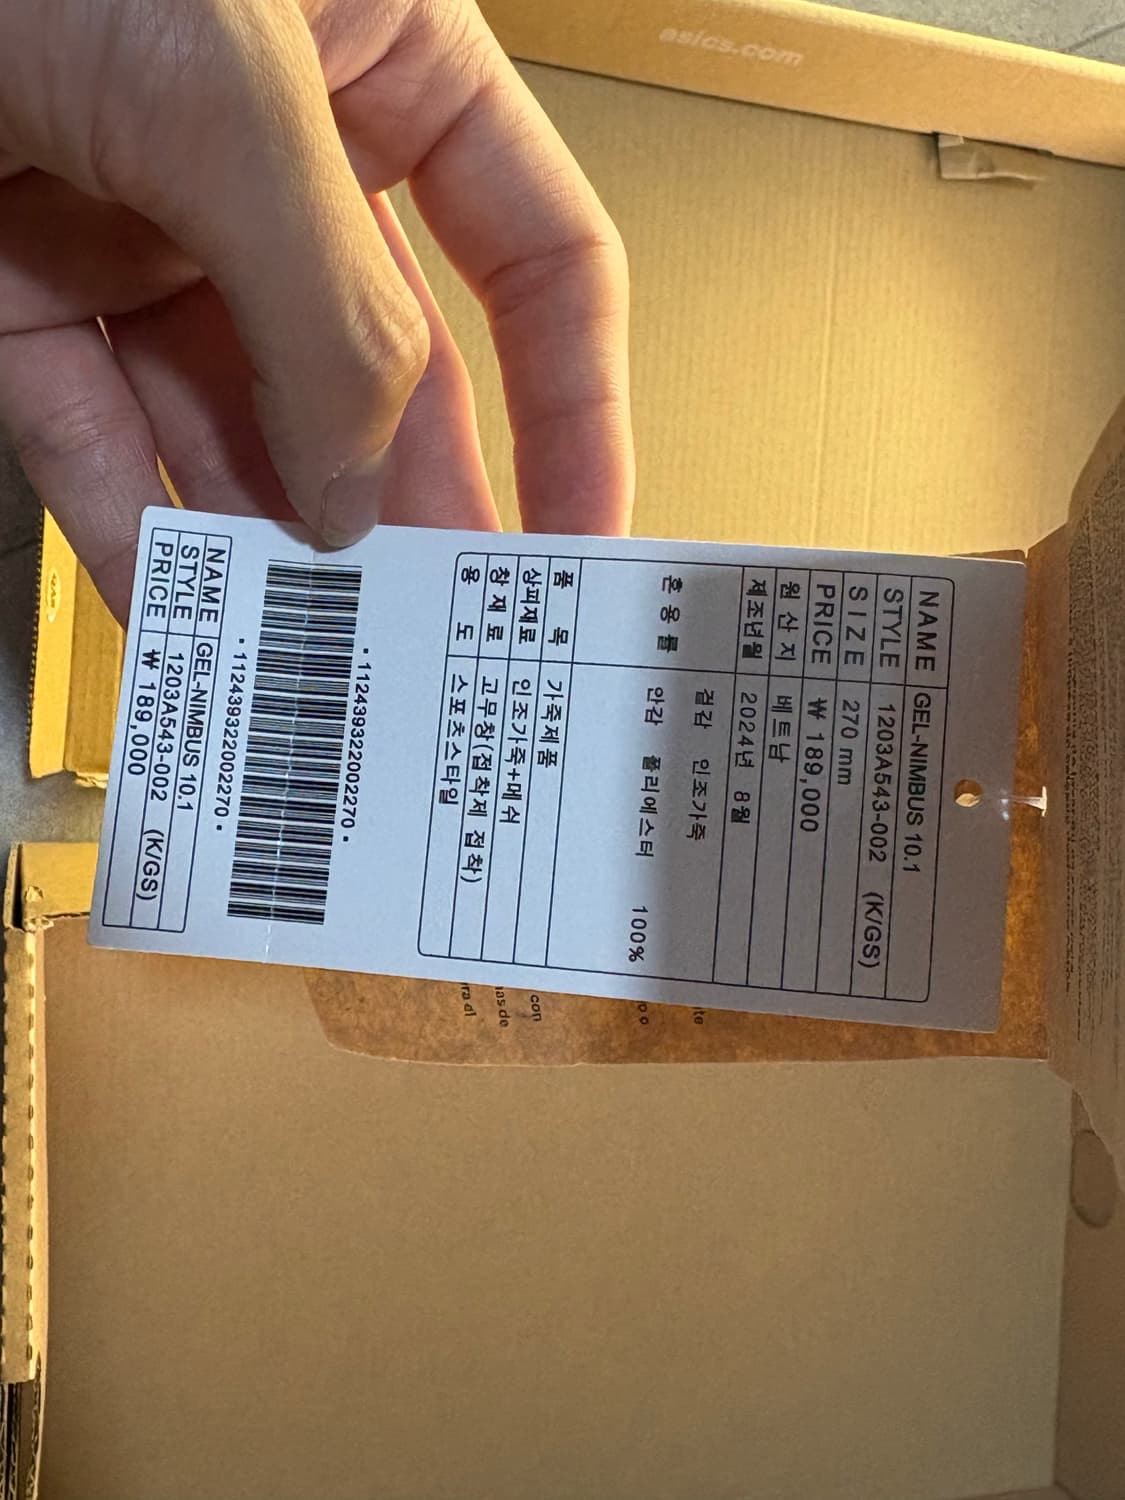 asics.com
NAME GEL-NIMBUS 10.1
STYLE 1203A543-002 (K/GS)
SIZE 270 mm
PRICE ₩ 189,000
원산지 베트남
제조년월 2024년 8월
혼용률 겉감 인조가죽
안감 폴리에스터 100%
품목 가죽제품
상피재료 인조가죽+메쉬
창재료 고무창(접착제 접착)
용도 스포츠스타일
• 112439322002270 •
• 112439322002270 •
NAME GEL-NIMBUS 10.1
STYLE 1203A543-002 (K/GS)
PRICE ₩ 189,000
con
as de